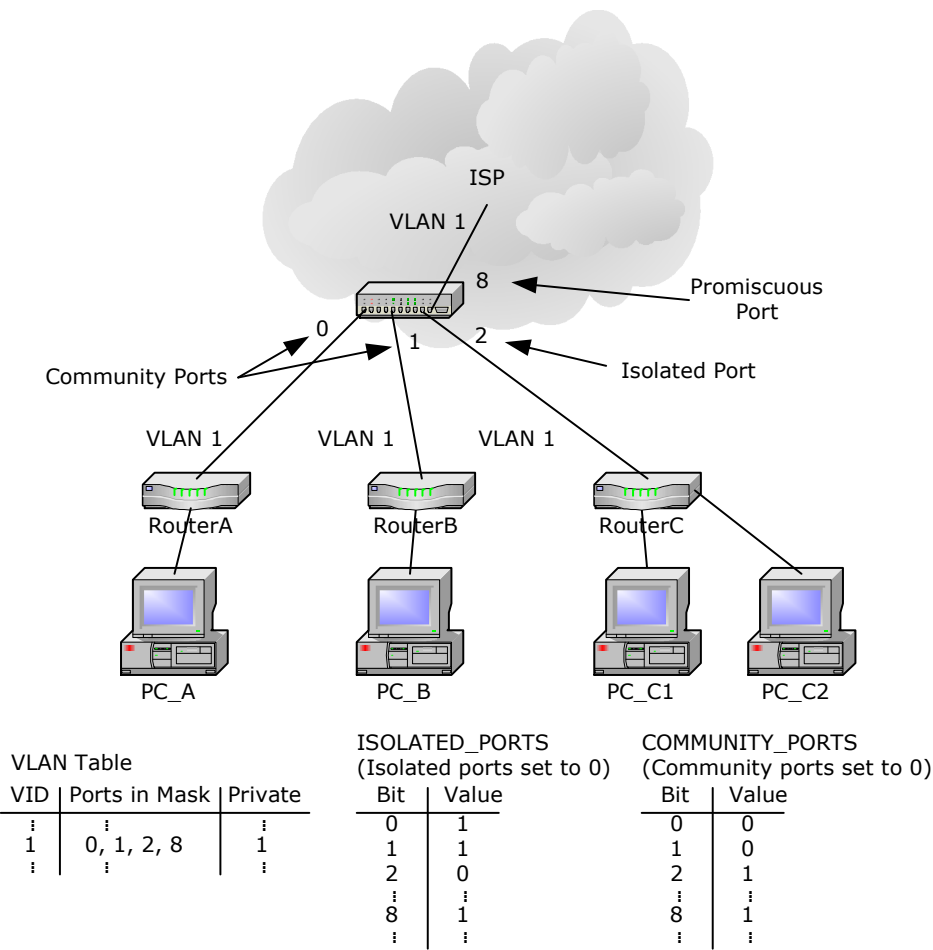 ISP
VLAN 1
8
Promiscuous
Port
0
1
2
Community Ports
Isolated Port
VLAN 1
VLAN 1
VLAN 1
RouterA
RouterB
RouterC
PC_A
PC_B
PC_C1
PC_C2
VLAN Table
VID Ports in Mask Private
1 0, 1, 2, 8 1
ISOLATED_PORTS
(Isolated ports set to 0)
Bit Value
0 1
1 1
2 0
8 1
COMMUNITY_PORTS
(Community ports set to 0)
Bit Value
0 0
1 0
2 1
8 1